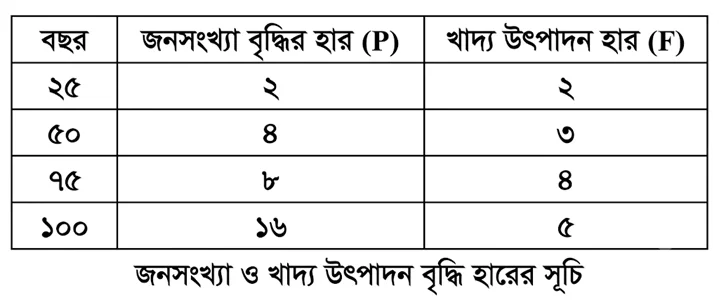 বছর জনসংখ্যা বৃদ্ধির হার (P) খাদ্য উৎপাদন হার (F)
২৫ ২ ২
৫০ ৪ ৩
৭৫ ৮ ৪
১০০ ১৬ ৫
জনসংখ্যা ও খাদ্য উৎপাদন বৃদ্ধি হারের সূচি